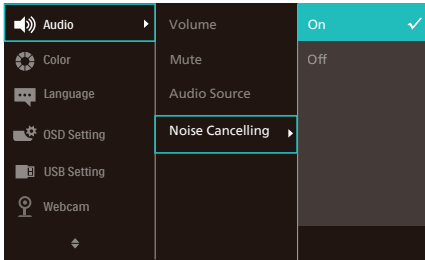 Audio
Color
Language
OSD Setting
USB Setting
Webcam
Volume
Mute
Audio Source
Noise Cancelling
On
Off